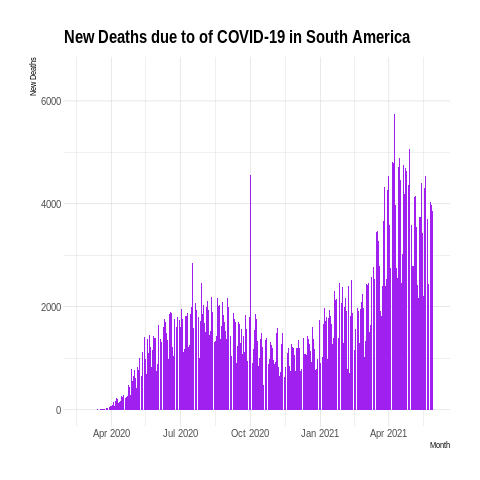 New Deaths due to of COVID-19 in South America
New Deaths
6000
4000
2000
0
Apr 2020 Jul 2020 Oct 2020 Jan 2021 Apr 2021
Month